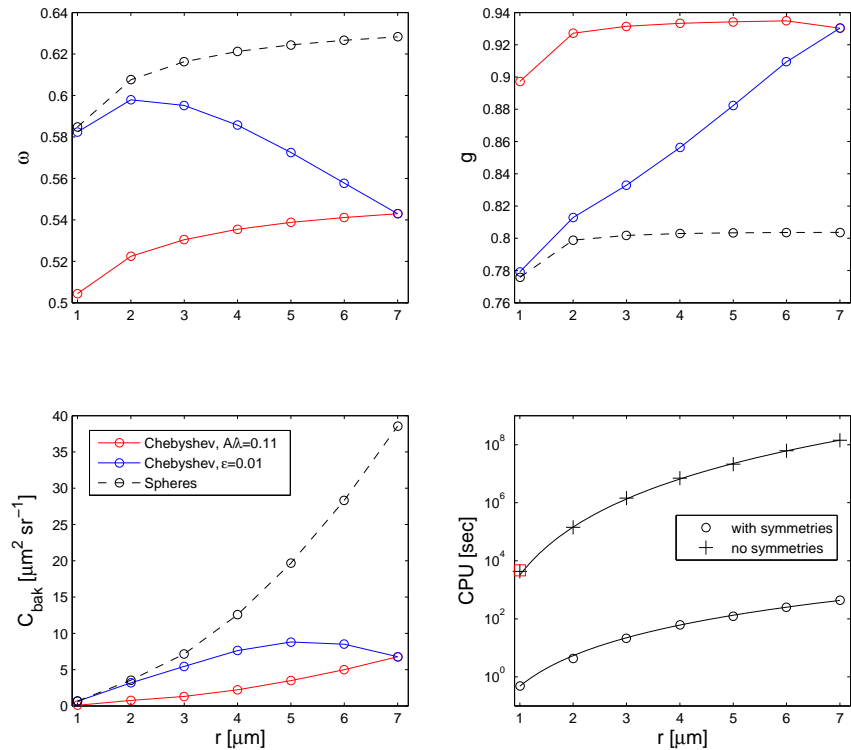 0.64
0.62
0.6
0.58
0.56
0.54
0.52
0.5
ω
1 2 3 4 5 6 7
0.94
0.92
0.9
0.88
0.86
0.84
0.82
0.8
0.78
0.76
g
1 2 3 4 5 6 7
40
35
30
25
20
15
10
5
0
C_bak [μm² sr⁻¹]
Chebyshev, A/λ=0.11
Chebyshev, ε=0.01
Spheres
1 2 3 4 5 6 7
r [μm]
10⁸
10⁶
10⁴
10²
10⁰
CPU [sec]
with symmetries
no symmetries
1 2 3 4 5 6 7
r [μm]